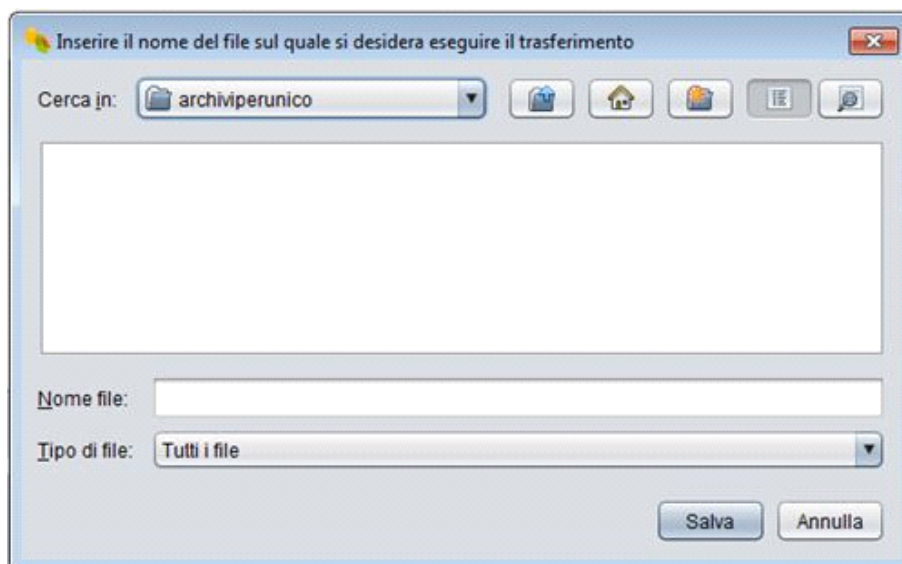 Inserire il nome del file sul quale si desidera eseguire il trasferimento
Cerca in: archiviperunico
Nome file:
Tipo di file: Tutti i file
Salva Annulla